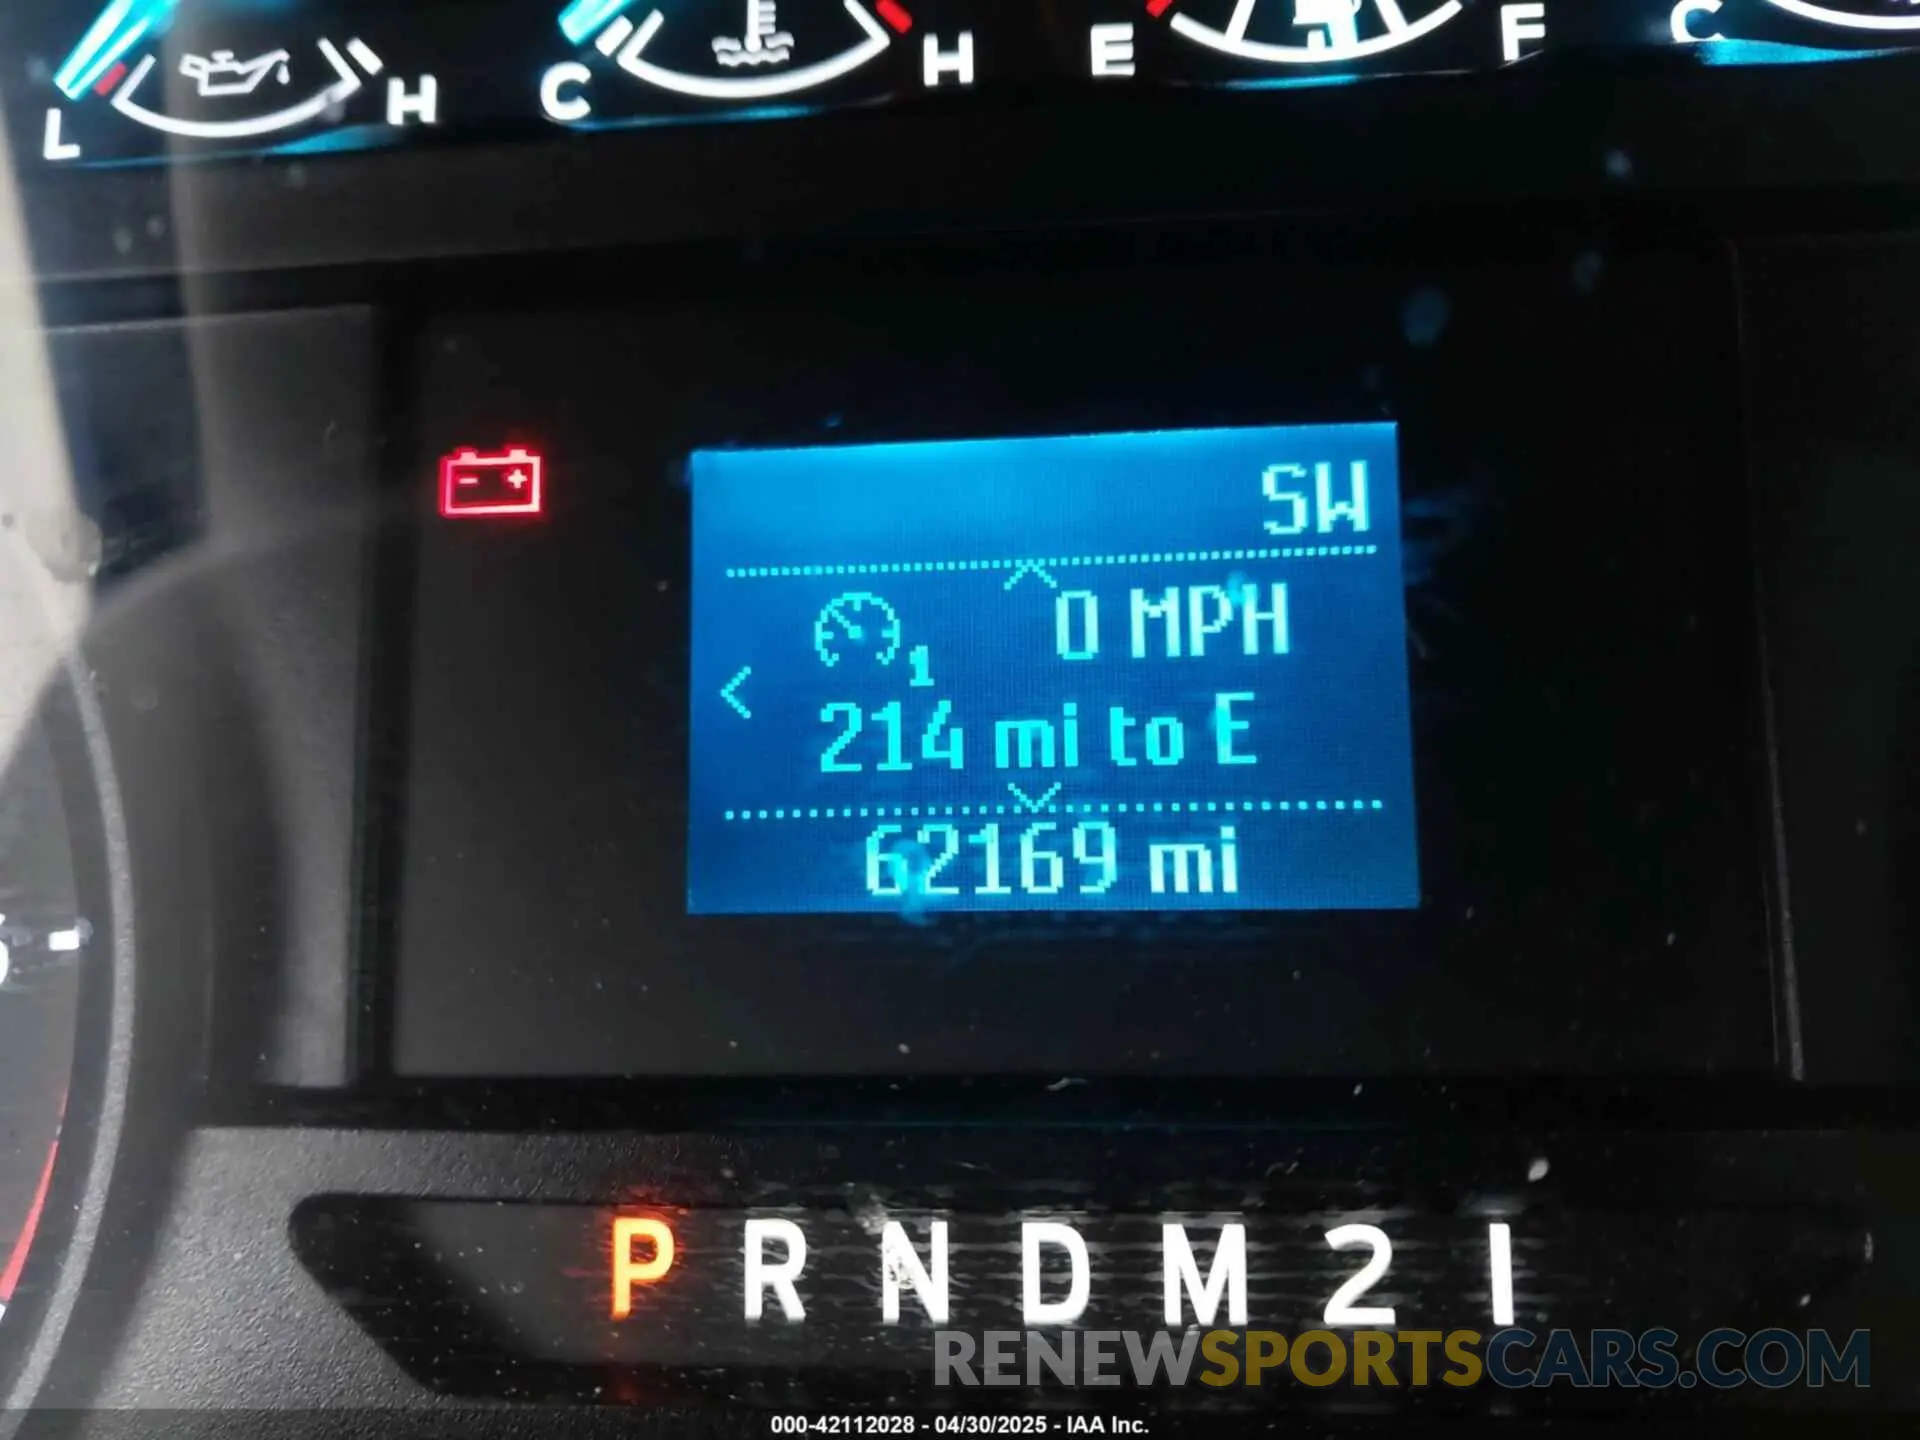 L H C H E F C
SW
0 MPH
1
214 mi to E
62169 mi
P R N D M 2 1
RENEWSPORTSCARS.COM
000-42112028 - 04/30/2025 - IAA Inc.